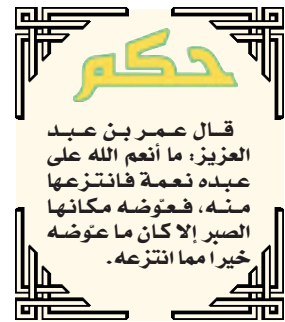 حكم
قال عمر بن عبد
العزيز: ما أنعم الله على
عبده نعمة فانتزعها
منه، فعوّضه مكانها
الصبر إلا كان ما عوّضه
خيرا مما انتزعه.